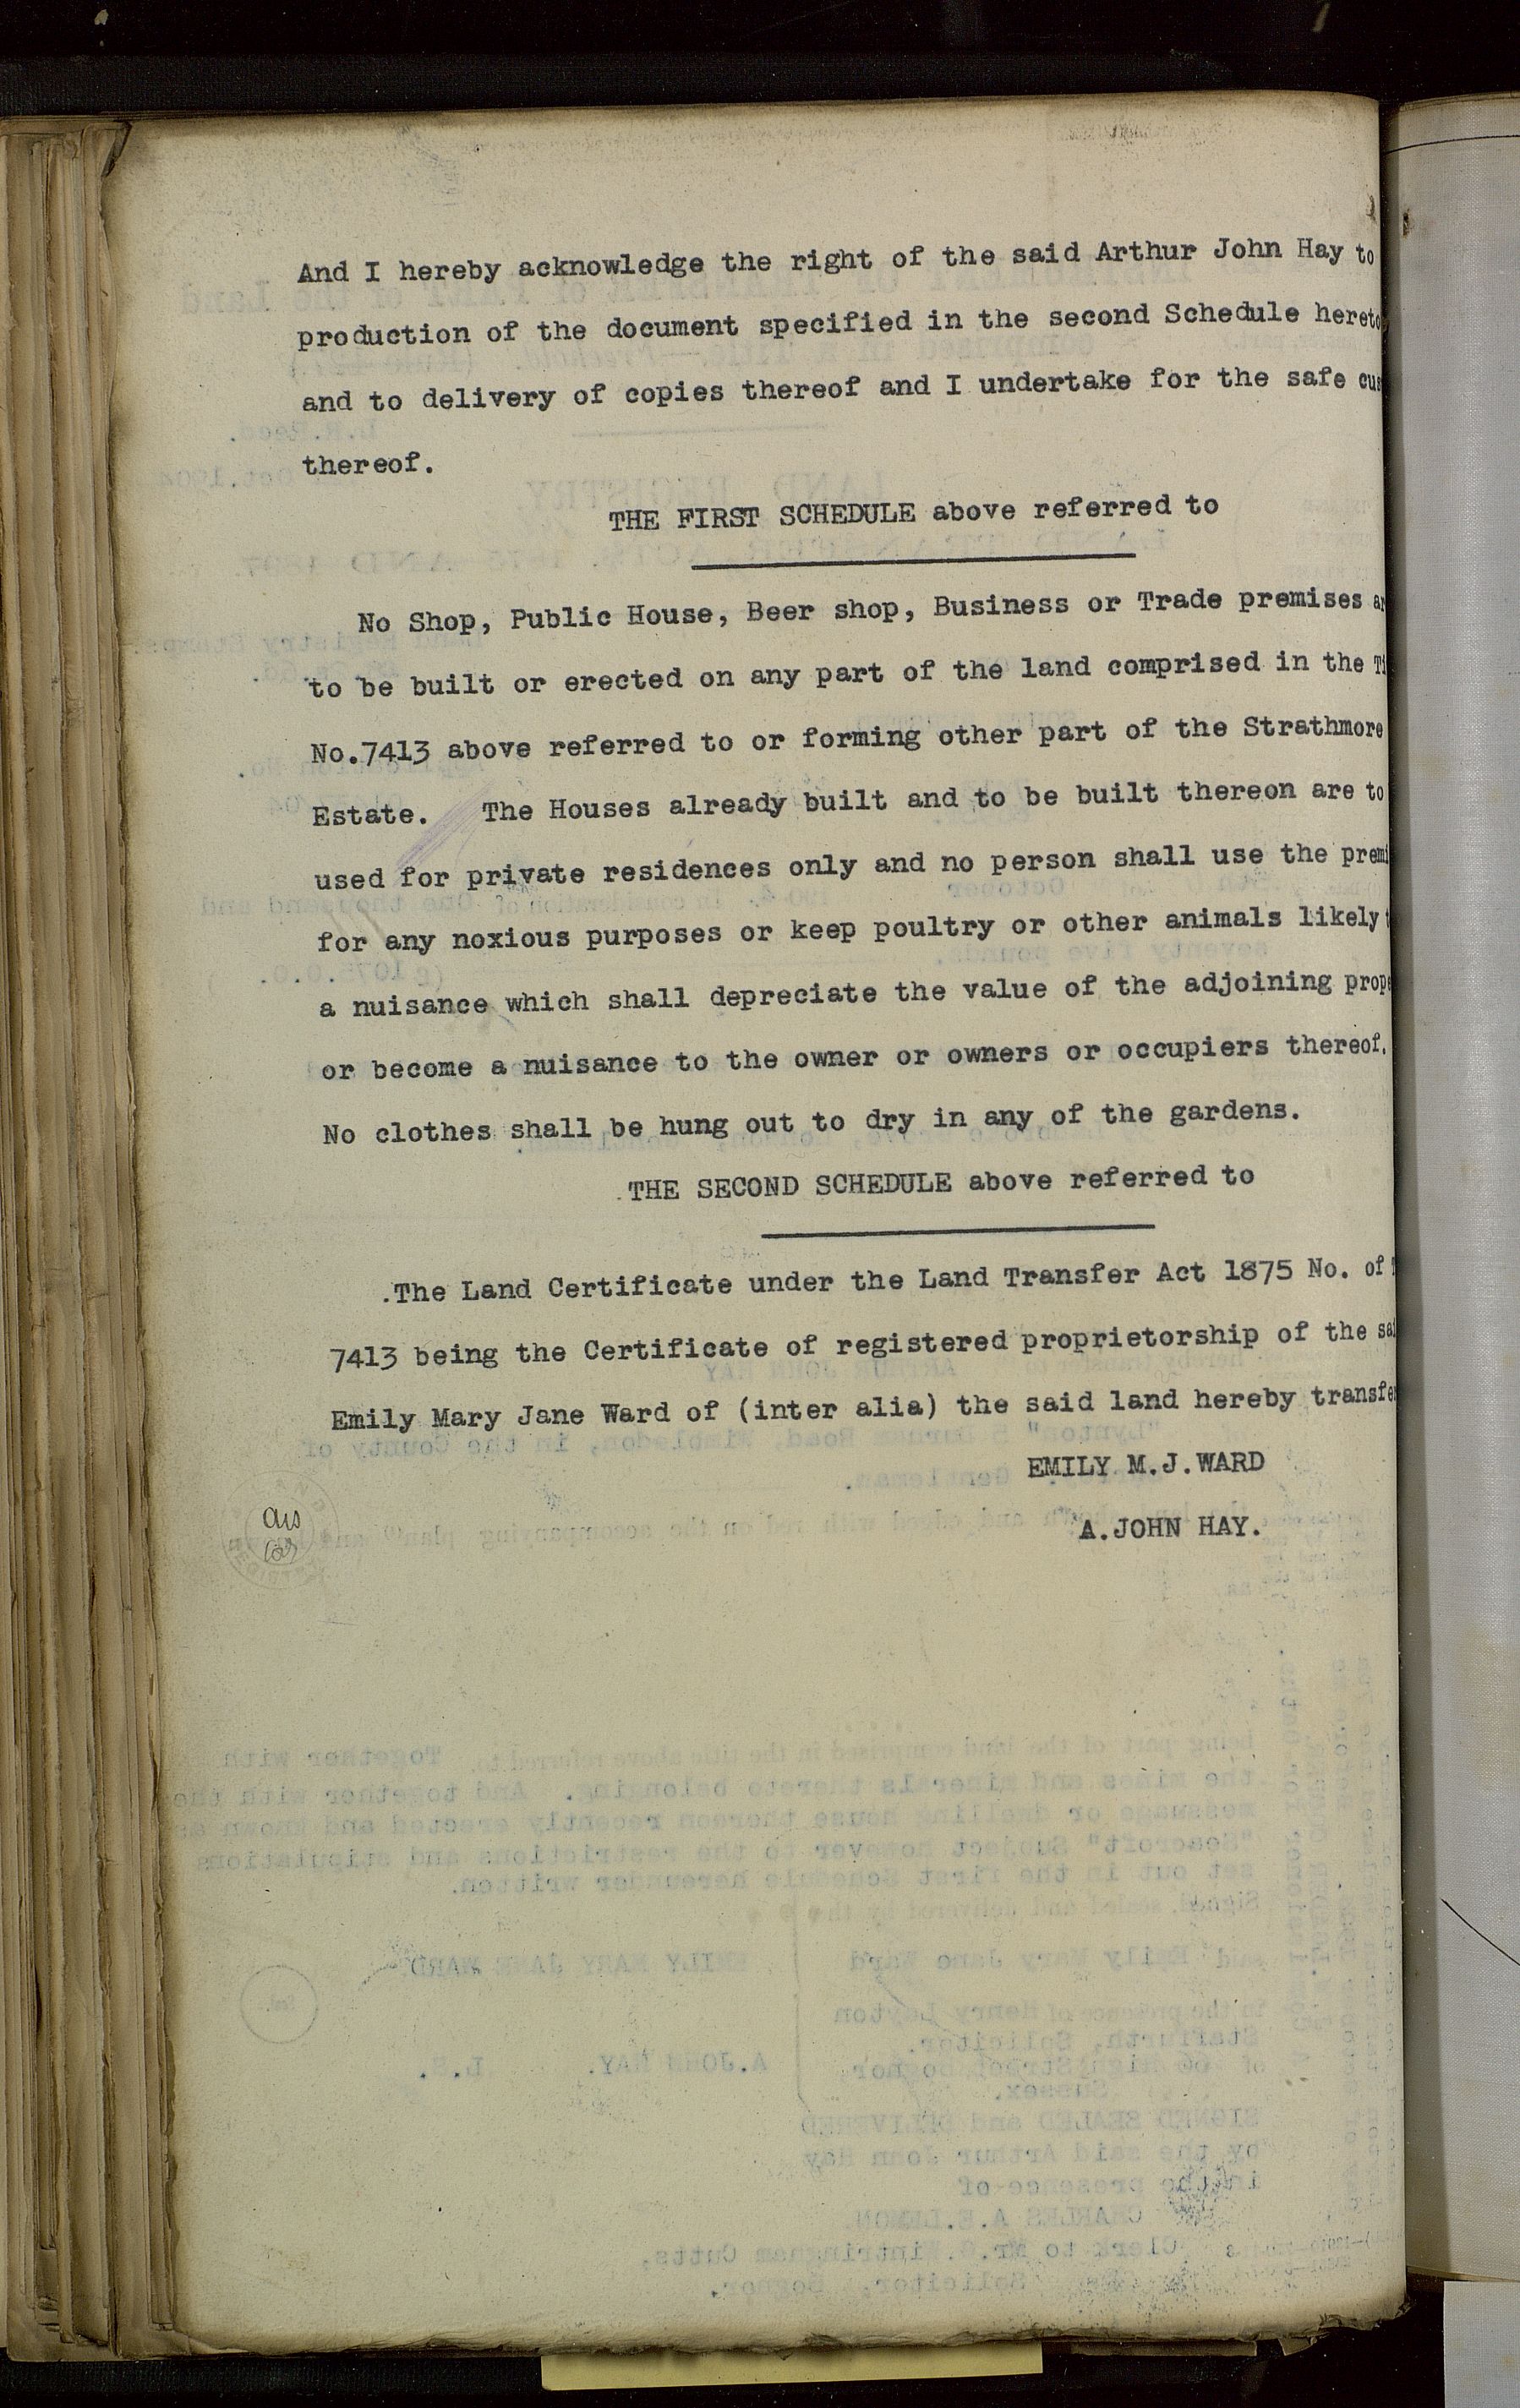 And I hereby acknowledge the right of the said Arthur John Hay to
production of the document specified in the second Schedule hereto
and to delivery of copies thereof and I undertake for the safe cus
thereof.
THE FIRST SCHEDULE above referred to
No Shop, Public House, Beer shop, Business or Trade premises ar
to be built or erected on any part of the land comprised in the Ti
No.7413 above referred to or forming other part of the Strathmore
Estate. The Houses already built and to be built thereon are to
used for private residences only and no person shall use the premi
for any noxious purposes or keep poultry or other animals likely t
a nuisance which shall depreciate the value of the adjoining prope
or become a nuisance to the owner or owners or occupiers thereof.
No clothes shall be hung out to dry in any of the gardens.
THE SECOND SCHEDULE above referred to
The Land Certificate under the Land Transfer Act 1875 No. of T
7413 being the Certificate of registered proprietorship of the sai
Emily Mary Jane Ward of (inter alia) the said land hereby transfer
EMILY M.J.WARD
A.JOHN HAY.